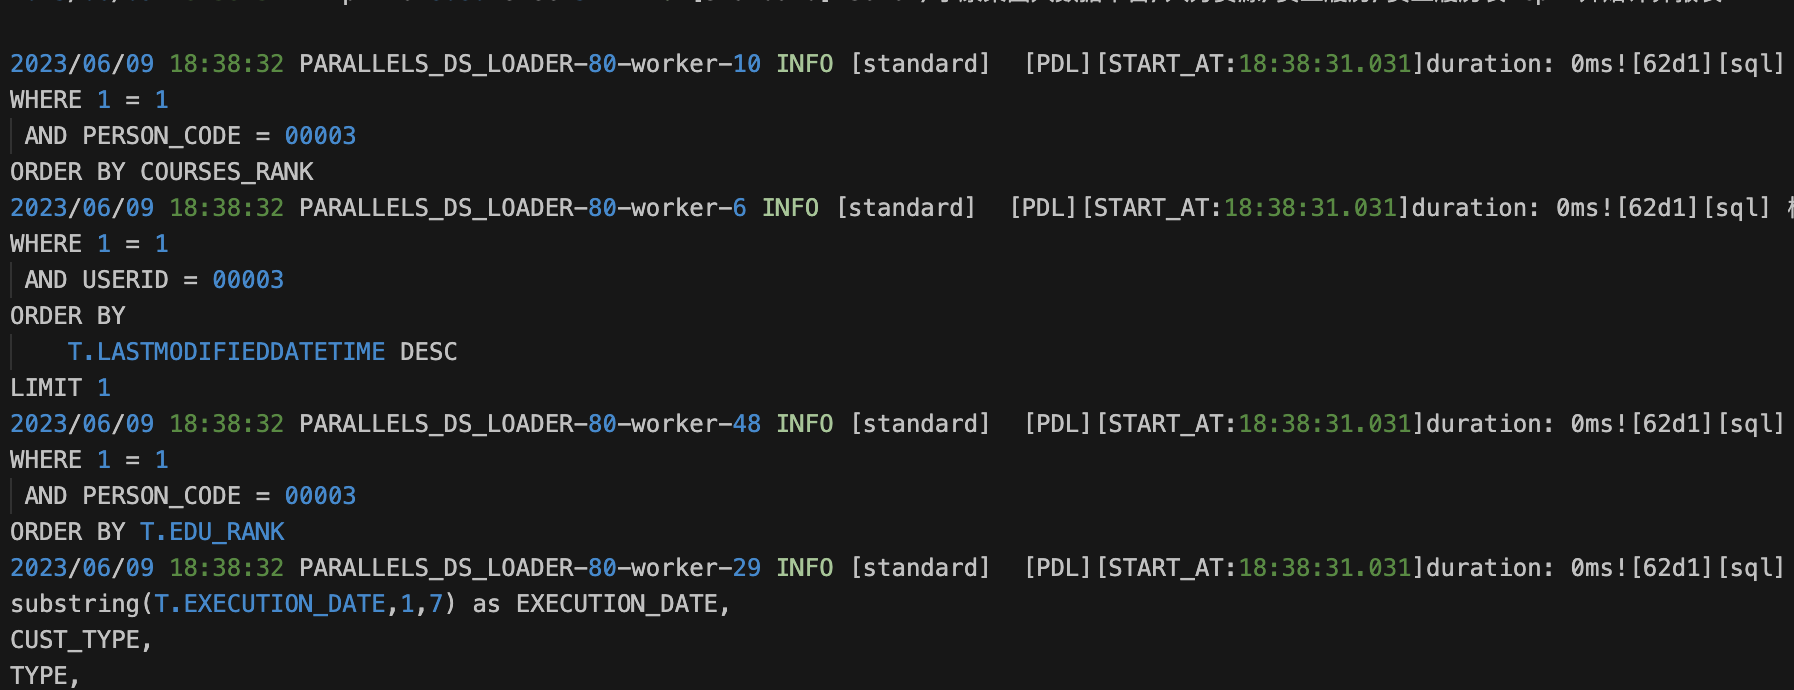 2023/06/09 18:38:32 PARALLELS_DS_LOADER-80-worker-10 INFO [standard]  [PDL][START_AT:18:38:31.031]duration: 0ms![62d1][sql]
WHERE 1 = 1
AND PERSON_CODE = 00003
ORDER BY COURSES_RANK
2023/06/09 18:38:32 PARALLELS_DS_LOADER-80-worker-6 INFO [standard]  [PDL][START_AT:18:38:31.031]duration: 0ms![62d1][sql]
WHERE 1 = 1
AND USERID = 00003
ORDER BY
T.LASTMODIFIEDDATETIME DESC
LIMIT 1
2023/06/09 18:38:32 PARALLELS_DS_LOADER-80-worker-48 INFO [standard]  [PDL][START_AT:18:38:31.031]duration: 0ms![62d1][sql]
WHERE 1 = 1
AND PERSON_CODE = 00003
ORDER BY T.EDU_RANK
2023/06/09 18:38:32 PARALLELS_DS_LOADER-80-worker-29 INFO [standard]  [PDL][START_AT:18:38:31.031]duration: 0ms![62d1][sql]
substring(T.EXECUTION_DATE,1,7) as EXECUTION_DATE,
CUST_TYPE,
TYPE,